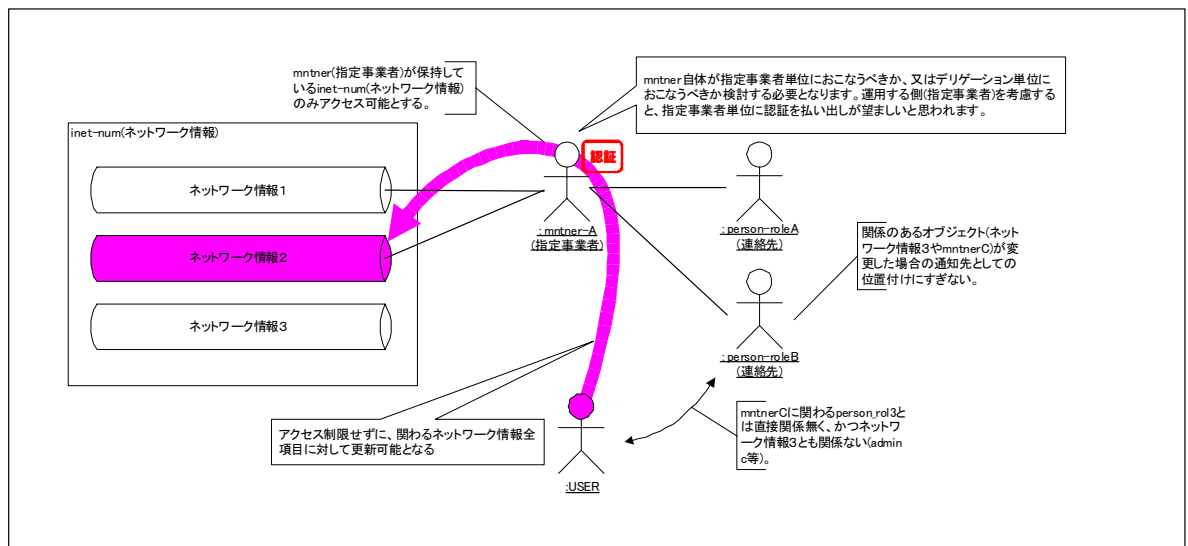 mntner(指定事業者)が保持して
いるinet-num(ネットワーク情報)
のみアクセス可能とする。
mntner自体が指定事業者単位におこなうべきか、又はデリゲーション単位に
おこなうべきか検討する必要となります。運用する側(指定事業者)を考慮する
と、指定事業者単位に認証を払い出しが望ましいと思われます。
inet-num(ネットワーク情報)
認証
ネットワーク情報1
ネットワーク情報2
ネットワーク情報3
:mntner-A
(指定事業者)
:person-roleA
(連絡先)
関係のあるオブジェクト(ネット
ワーク情報3やmntnerC)が変
更した場合の通知先としての
位置付けにすぎない。
:person-roleB
(連絡先)
アクセス制限せずに、関わるネットワーク情報全
項目に対して更新可能となる
mntnerCに関わるperson_rol3と
は直接関係無く、かつネットワ
ーク情報3とも関係ない(admin
c等)。
:USER